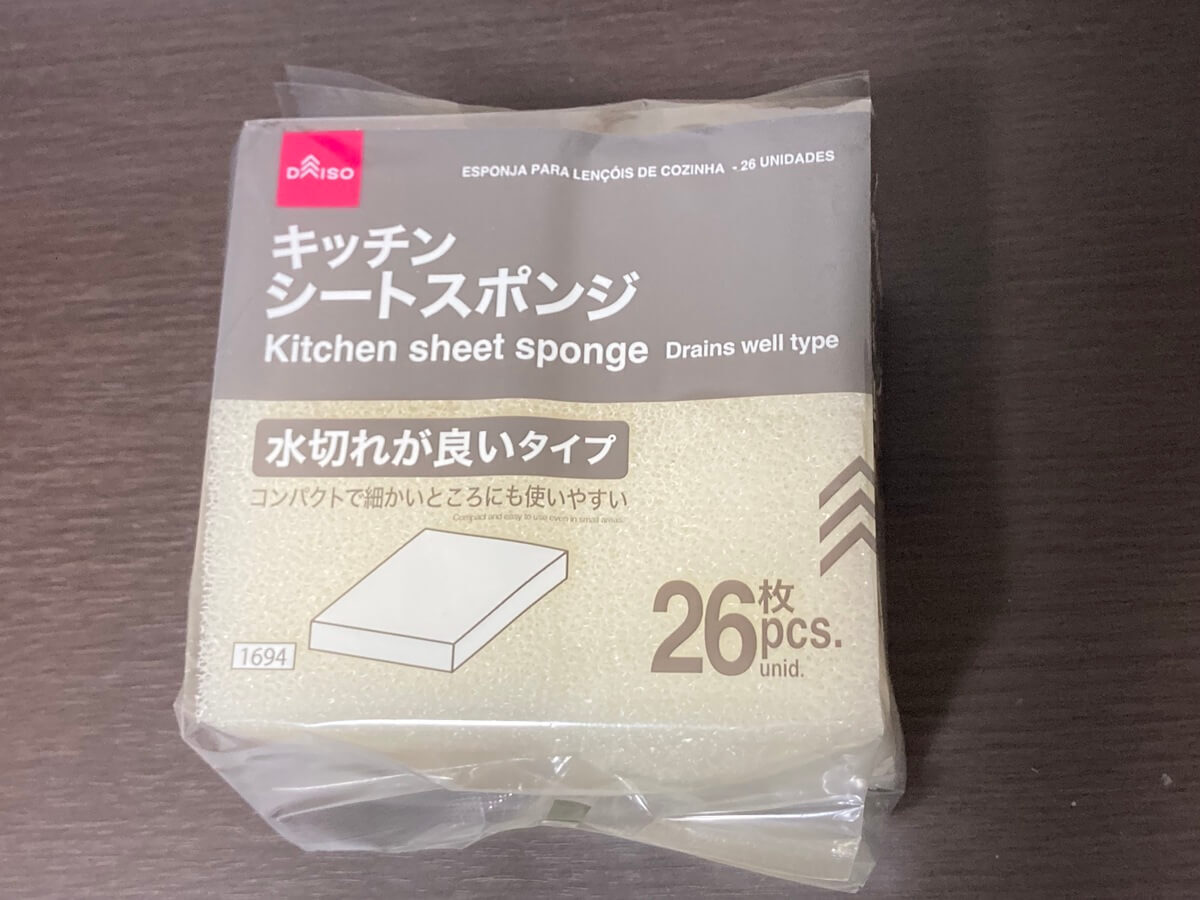 DAISO
ESPONJA PARA LENÇÓIS DE COZINHA - 26 UNIDADES
キッチン
シートスポンジ
Kitchen sheet sponge Drains well type
水切れが良いタイプ
コンパクトで細かいところにも使いやすい
Compact and easy to use even in small areas.
26枚
pcs.
unid.
1694